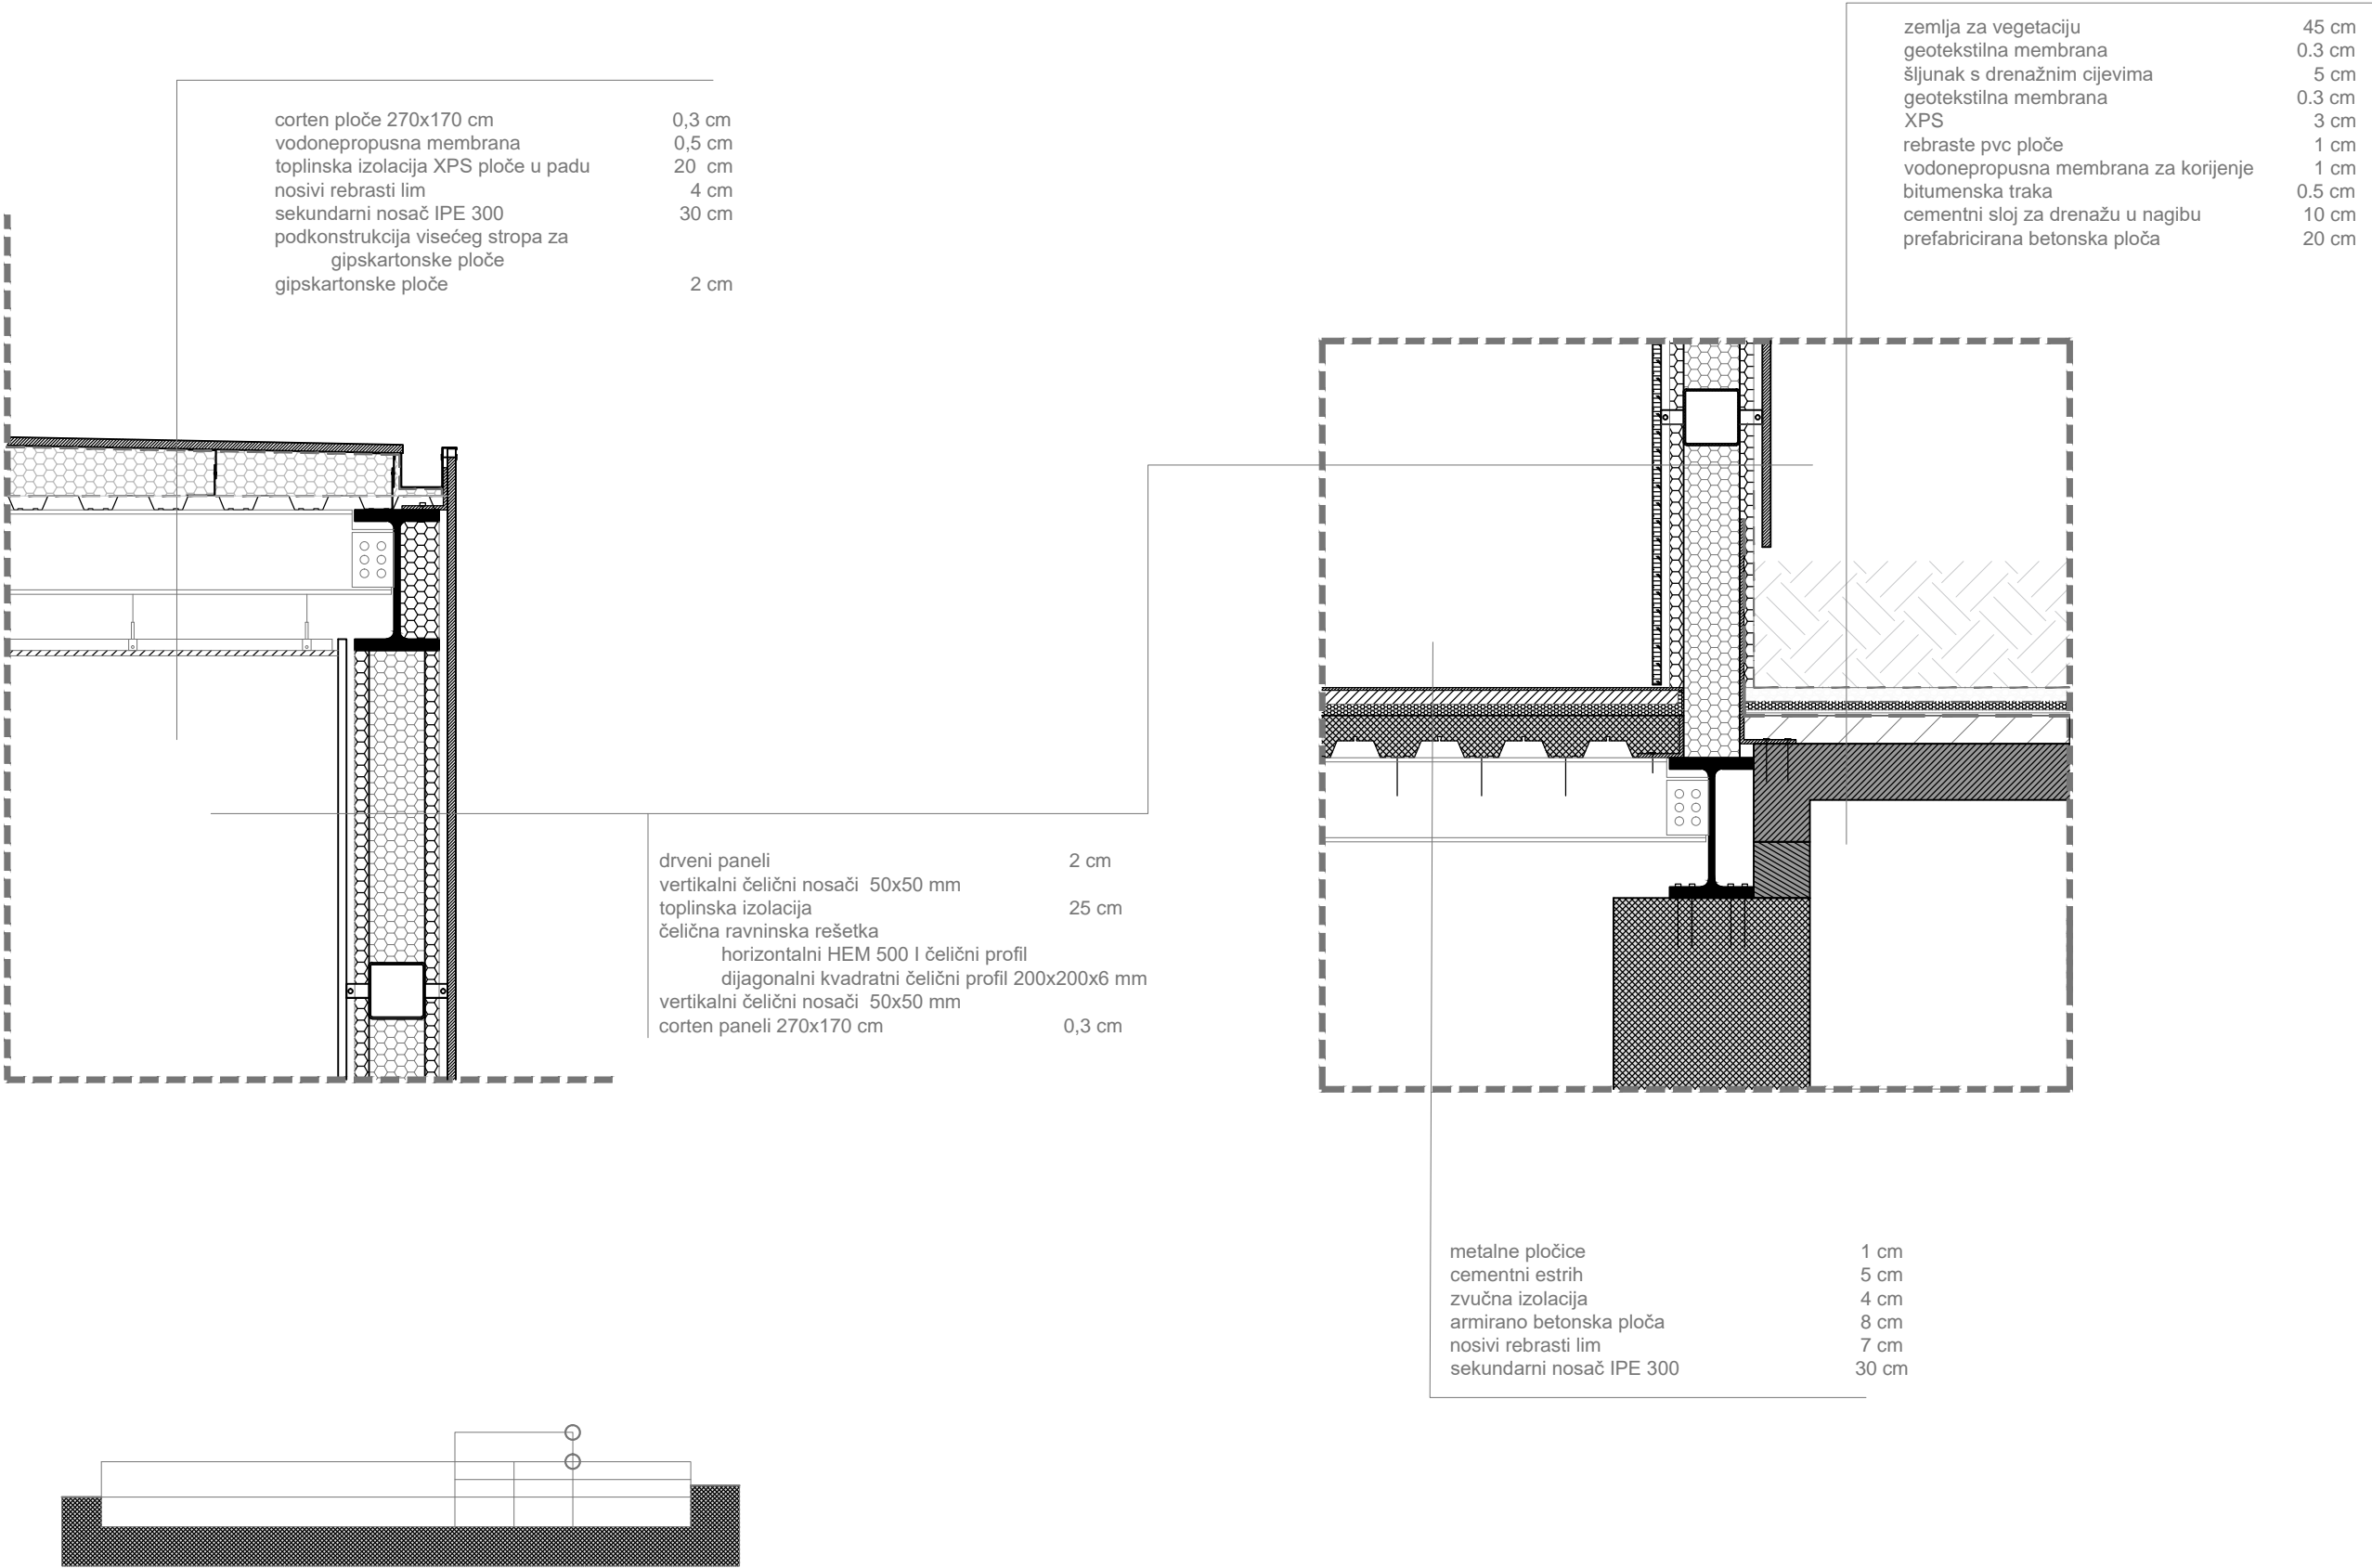 corten ploče 270x170 cm 0,3 cm
vodonepropusna membrana 0,5 cm
toplinska izolacija XPS ploče u padu 20 cm
nosivi rebrasti lim 4 cm
sekundarni nosač IPE 300 30 cm
podkonstrukcija visećeg stropa za
gipskartonske ploče
gipskartonske ploče 2 cm
zemlja za vegetaciju 45 cm
geotekstilna membrana 0.3 cm
šljunak s drenažnim cijevima 5 cm
geotekstilna membrana 0.3 cm
XPS 3 cm
rebraste pvc ploče 1 cm
vodonepropusna membrana za korijenje 1 cm
bitumenska traka 0.5 cm
cementni sloj za drenažu u nagibu 10 cm
prefabricirana betonska ploča 20 cm
drveni paneli 2 cm
vertikalni čelični nosači 50x50 mm
toplinska izolacija 25 cm
čelična ravninska rešetka
horizontalni HEM 500 I čelični profil
dijagonalni kvadratni čelični profil 200x200x6 mm
vertikalni čelični nosači 50x50 mm
corten paneli 270x170 cm 0,3 cm
metalne pločice 1 cm
cementni estrih 5 cm
zvučna izolacija 4 cm
armirano betonska ploča 8 cm
nosivi rebrasti lim 7 cm
sekundarni nosač IPE 300 30 cm